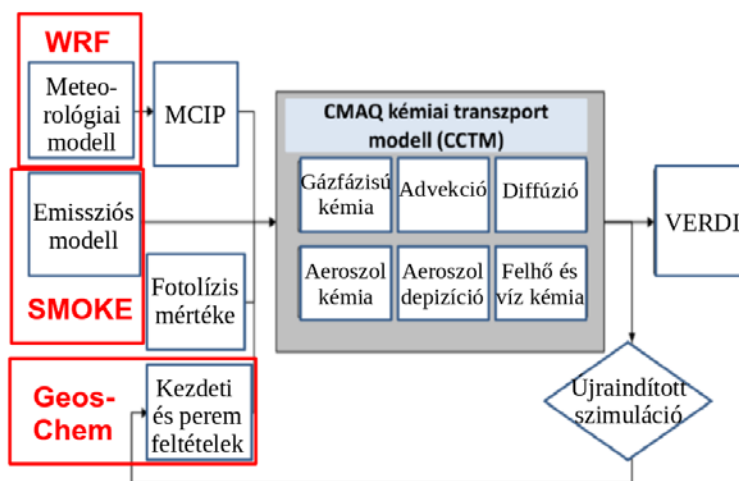 WRF
Meteo-
rológiai
modell
MCIP
CMAQ kémiai transzport
modell (CCTM)
Gázfázisú
kémia
Advekció
Diffúzió
Emissziós
modell
VERDI
Aeroszol
kémia
Aeroszol
depizíció
Felhő és
víz kémia
SMOKE
Fotolízis
mértéke
Geos-
Chem
Kezdeti
és perem
feltételek
Újraindított
szimuláció